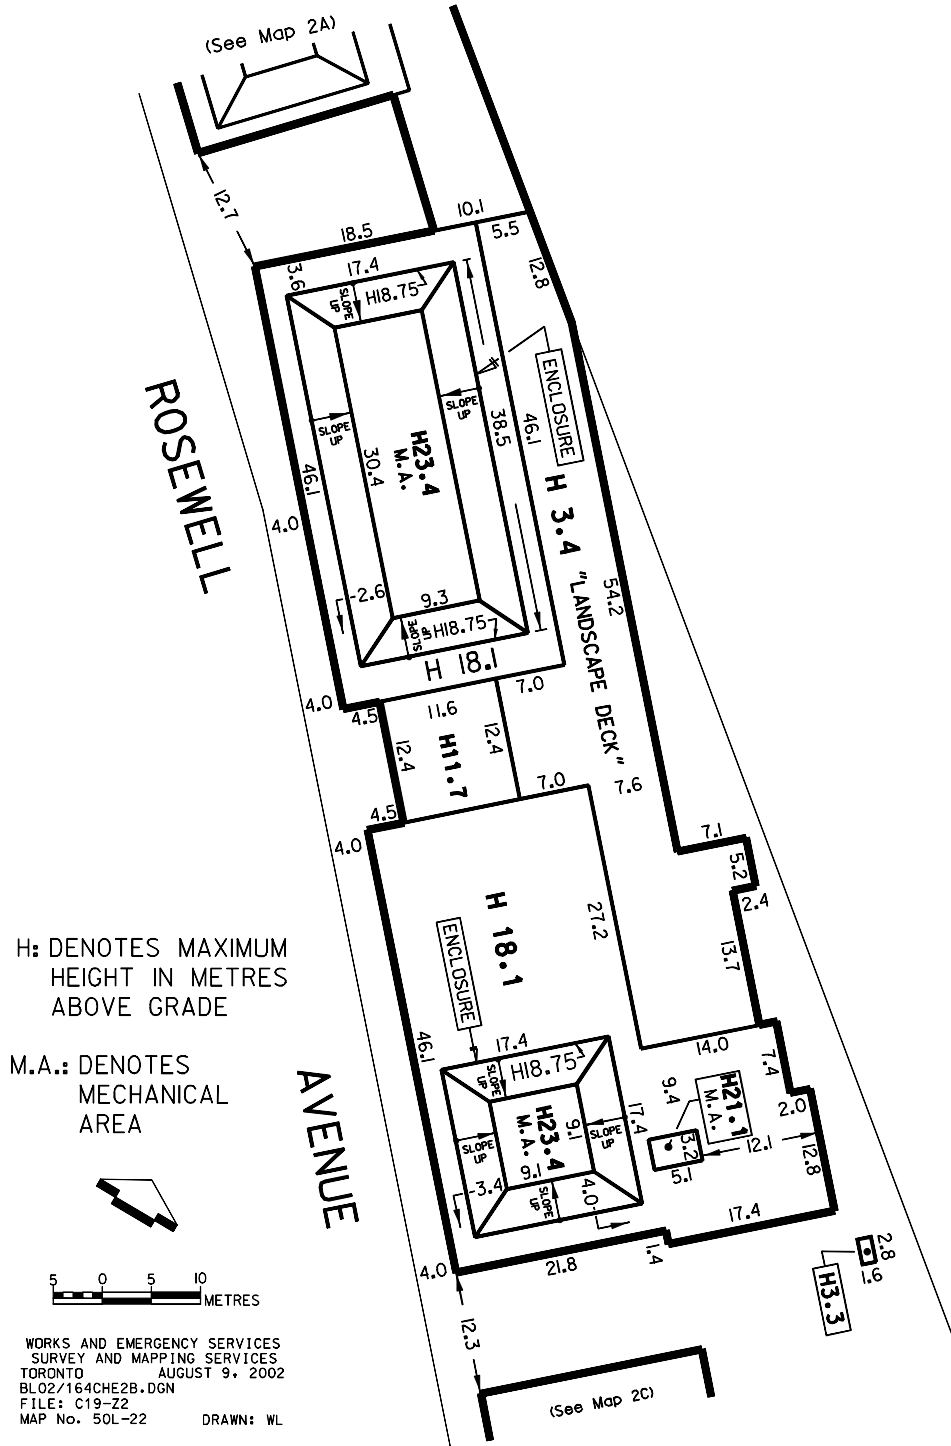 (See Map 2A)
12.7
18.5
10.1
5.5
12.8
3.6
17.4
SLOPE
UP
H18.75
ENCLOSURE
SLOPE
UP
SLOPE
UP
38.5
46.1
H23.4
M.A.
30.4
46.1
ROSEWELL
4.0
H 3.4 "LANDSCAPE DECK"
54.2
2.6
9.3
SLOPE
UP
H18.75
H 18.1
4.0
4.5
11.6
7.0
12.4
H11.7
12.4
7.0
7.6
4.5
4.0
7.1
5.2
2.4
13.7
27.2
H 18.1
ENCLOSURE
H: DENOTES MAXIMUM
HEIGHT IN METRES
ABOVE GRADE
M.A.: DENOTES
MECHANICAL
AREA
46.1
17.4
H18.75
SLOPE
UP
14.0
7.4
2.0
9.4
H21.1
M.A.
17.4
3.2
5.1
12.1
12.8
H23.4
M.A.
9.1
9.1
SLOPE
UP
SLOPE
UP
SLOPE
UP
3.4
4.0
AVENUE
17.4
1.4
21.8
4.0
2.8
1.6
H3.3
12.3
(See Map 2C)
5 0 5 10
METRES
WORKS AND EMERGENCY SERVICES
SURVEY AND MAPPING SERVICES
TORONTO AUGUST 9, 2002
BLO2/164CHE2B.DGN
FILE: C19-Z2
MAP No. 50L-22 DRAWN: WL